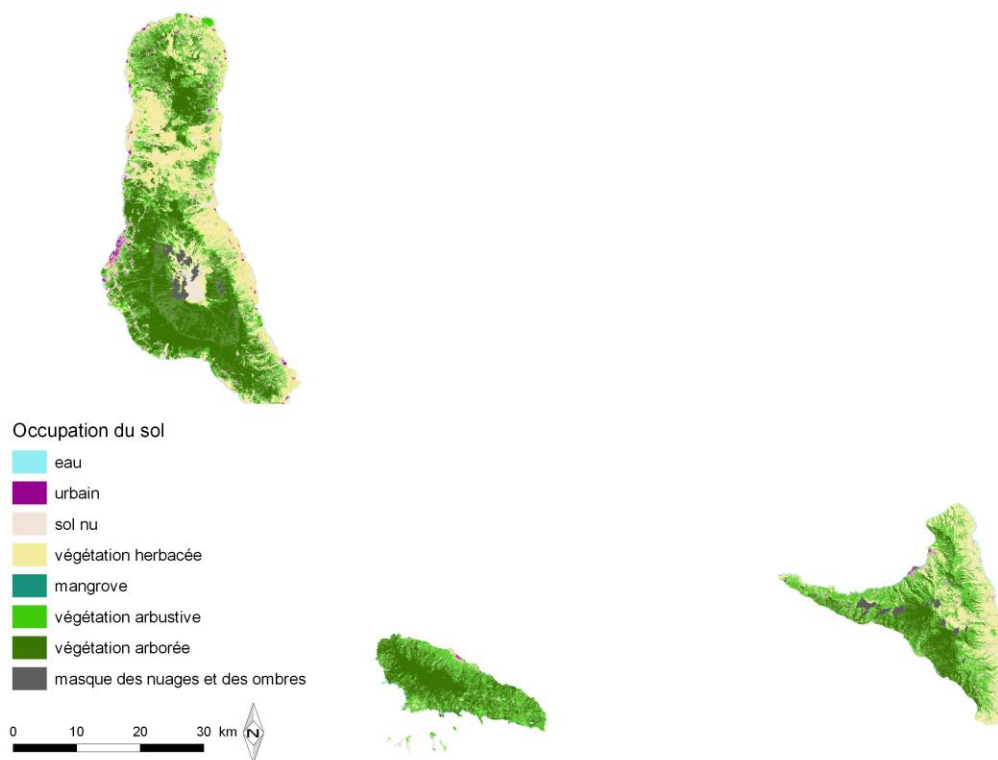 Occupation du sol
eau
urbain
sol nu
végétation herbacée
mangrove
végétation arbustive
végétation arborée
masque des nuages et des ombres
0 10 20 30 km
N